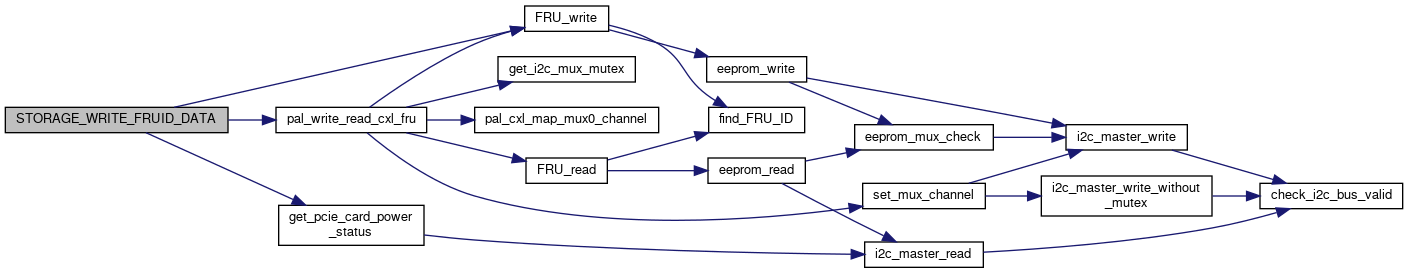 STORAGE_WRITE_FRUID_DATA
FRU_write
get_i2c_mux_mutex
pal_write_read_cxl_fru
pal_cxl_map_mux0_channel
FRU_read
get_pcie_card_power
_status
eeprom_write
find_FRU_ID
eeprom_read
eeprom_mux_check
set_mux_channel
i2c_master_read
i2c_master_write
i2c_master_write_without
_mutex
check_i2c_bus_valid